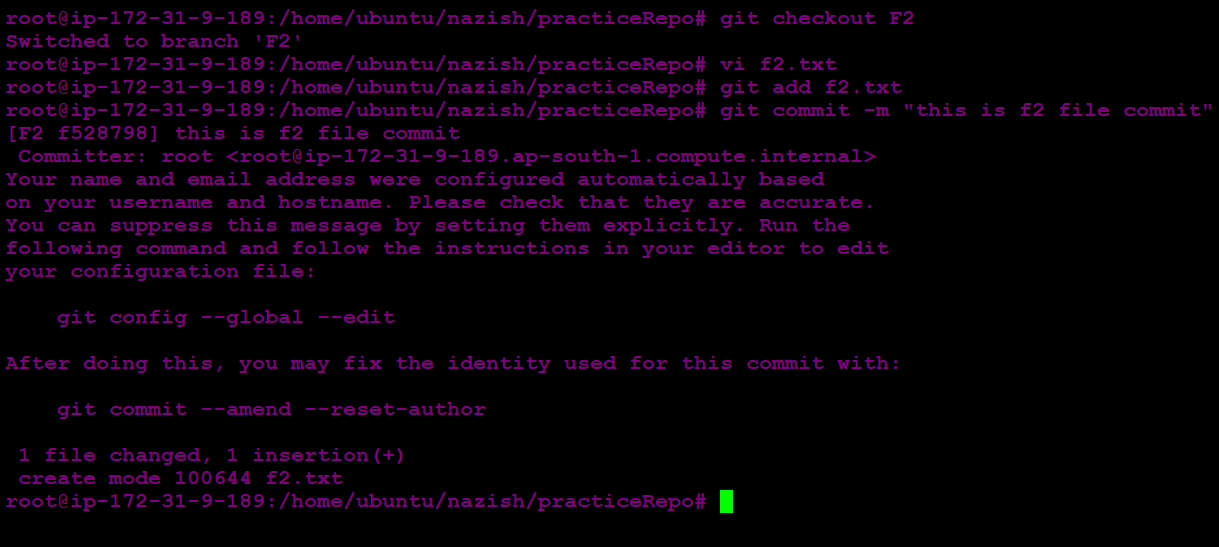 root@ip-172-31-9-189:/home/ubuntu/nazish/practiceRepo# git checkout F2
Switched to branch 'F2'
root@ip-172-31-9-189:/home/ubuntu/nazish/practiceRepo# vi f2.txt
root@ip-172-31-9-189:/home/ubuntu/nazish/practiceRepo# git add f2.txt
root@ip-172-31-9-189:/home/ubuntu/nazish/practiceRepo# git commit -m "this is f2 file commit"
[F2 f528798] this is f2 file commit
 Committer: root <root@ip-172-31-9-189.ap-south-1.compute.internal>
Your name and email address were configured automatically based
on your username and hostname. Please check that they are accurate.
You can suppress this message by setting them explicitly. Run the
following command and follow the instructions in your editor to edit
your configuration file:

    git config --global --edit

After doing this, you may fix the identity used for this commit with:

    git commit --amend --reset-author

 1 file changed, 1 insertion(+)
 create mode 100644 f2.txt
root@ip-172-31-9-189:/home/ubuntu/nazish/practiceRepo#